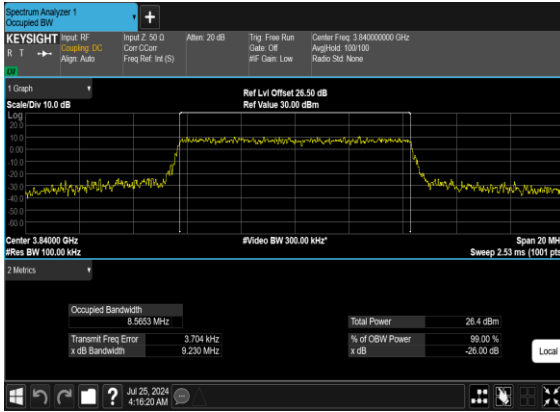 Spectrum Analyzer 1
Occupied BW
+
KEYSIGHT Input: RF Input Z: 50 Ω Atten: 20 dB Trig: Free Run Center Freq: 3.840000000 GHz
R T Coupling: DC Corr CCorr Gate: Off Avg|Hold: 100/100
Align: Auto Freq Ref: Int (S) #IF Gain: Low Radio Std: None
1 Graph
Ref Lvl Offset 26.50 dB
Scale/Div 10.0 dB Ref Value 30.00 dBm
Log
20.0
10.0
0.00
-10.0
-20.0
-30.0
-40.0
-50.0
-60.0
Center 3.84000 GHz #Video BW 300.00 kHz* Span 20 MH
#Res BW 100.00 kHz Sweep 2.53 ms (1001 pts
2 Metrics
Occupied Bandwidth
8.5653 MHz Total Power 26.4 dBm
Transmit Freq Error 3.704 kHz % of OBW Power 99.00 %
x dB Bandwidth 9.230 MHz x dB -26.00 dB
Local
? Jul 25, 2024
4:16:20 AM